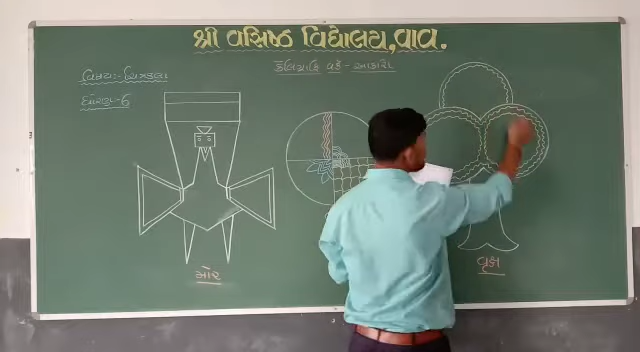 શ્રી વસિષ્ઠ વિદ્યાલય,વાવ.
વિષય:-ચિત્રકલા
ધોરણ-6
મોર
વૃક્ષ